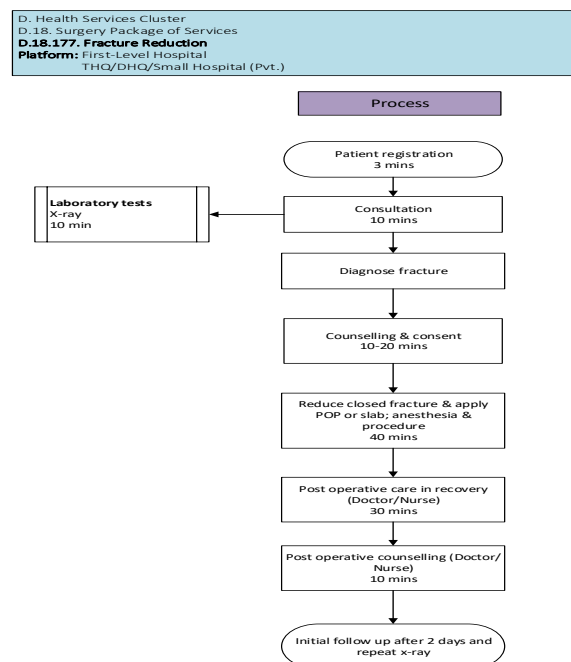 D. Health Services Cluster
D.18. Surgery Package of Services
D.18.177. Fracture Reduction
Platform: First-Level Hospital
THQ/DHQ/Small Hospital (Pvt.)
Process
Patient registration
3 mins
Laboratory tests
X-ray
10 min
Consultation
10 mins
Diagnose fracture
Counselling & consent
10-20 mins
Reduce closed fracture & apply
POP or slab; anesthesia &
procedure
40 mins
Post operative care in recovery
(Doctor/Nurse)
30 mins
Post operative counselling (Doctor/
Nurse)
10 mins
Initial follow up after 2 days and
repeat x-ray